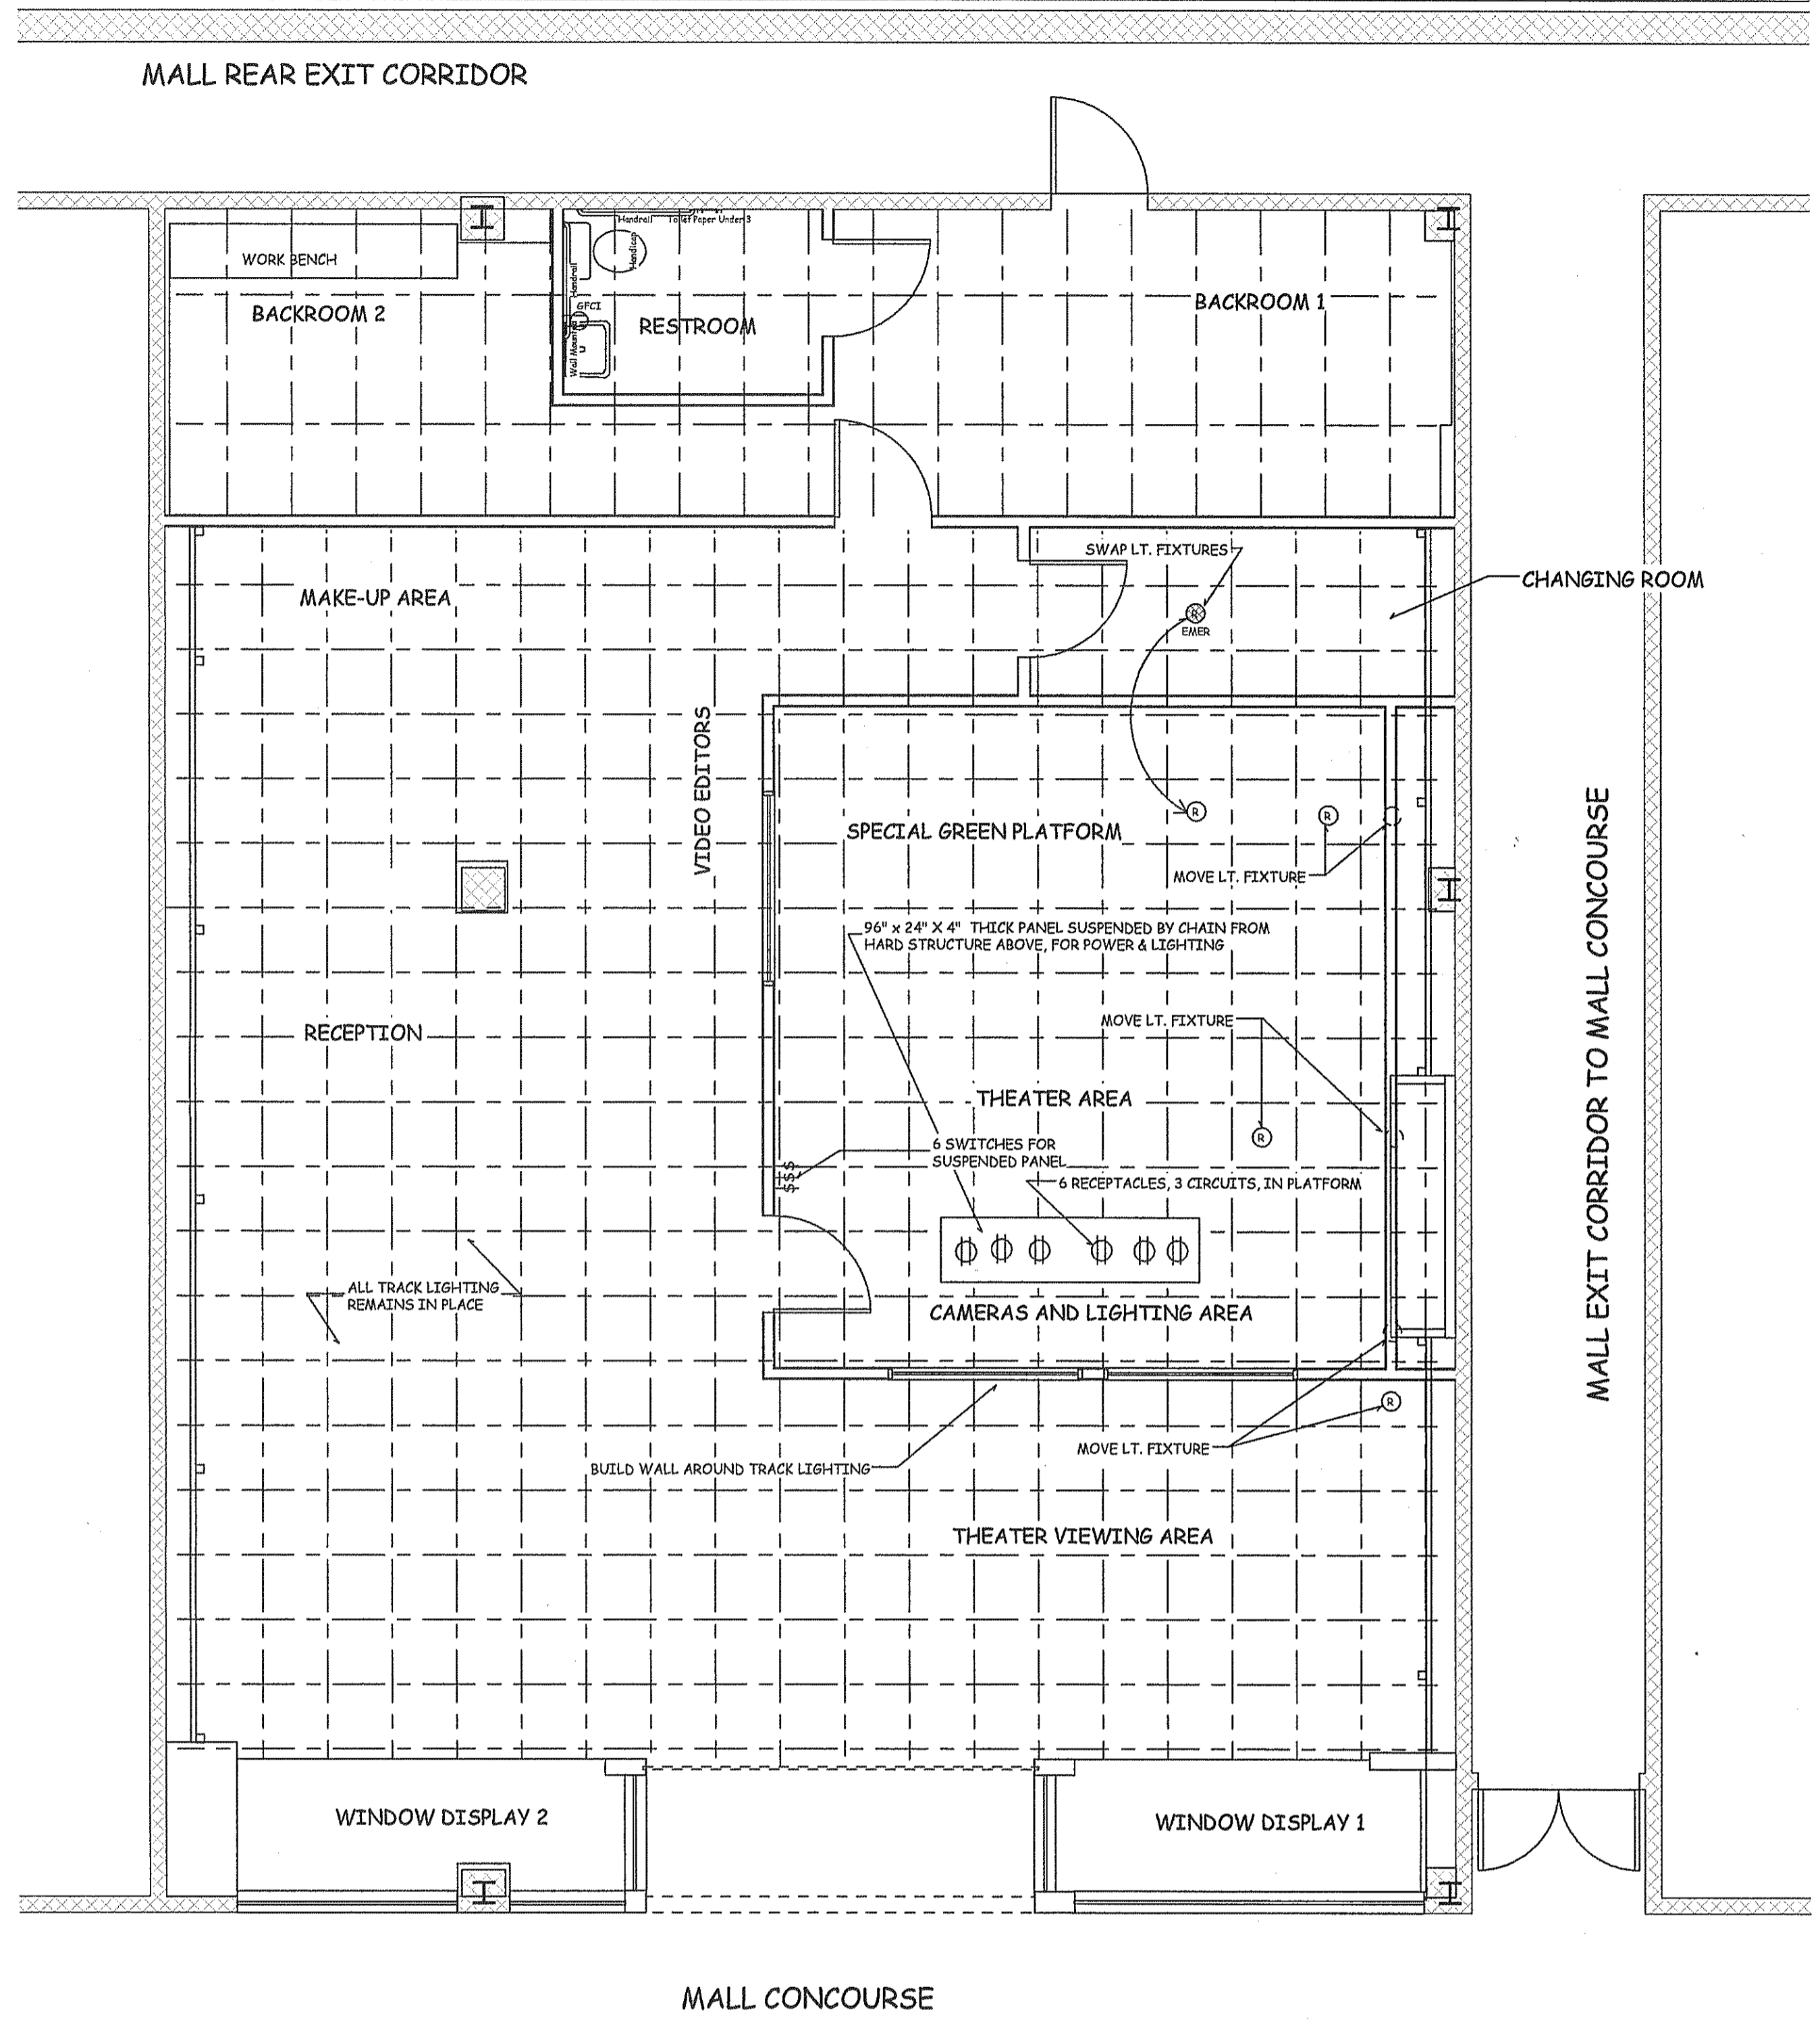 MALL REAR EXIT CORRIDOR
Handrail
Toilet Paper Under 3
WORK BENCH
Handicap
Handrail
BACKROOM 2
GFCI
RESTROOM
Wall Mount
BACKROOM 1
SWAP LT. FIXTURES
CHANGING ROOM
MAKE-UP AREA
R
EMER
VIDEO EDITORS
R
R
SPECIAL GREEN PLATFORM
MOVE LT. FIXTURE
96" x 24" X 4" THICK PANEL SUSPENDED BY CHAIN FROM
HARD STRUCTURE ABOVE, FOR POWER & LIGHTING
MALL EXIT CORRIDOR TO MALL CONCOURSE
RECEPTION
MOVE LT. FIXTURE
THEATER AREA
R
6 SWITCHES FOR
SUSPENDED PANEL
$$$
$$$
6 RECEPTACLES, 3 CIRCUITS, IN PLATFORM
ALL TRACK LIGHTING
REMAINS IN PLACE
CAMERAS AND LIGHTING AREA
R
MOVE LT. FIXTURE
BUILD WALL AROUND TRACK LIGHTING
THEATER VIEWING AREA
WINDOW DISPLAY 2
WINDOW DISPLAY 1
MALL CONCOURSE